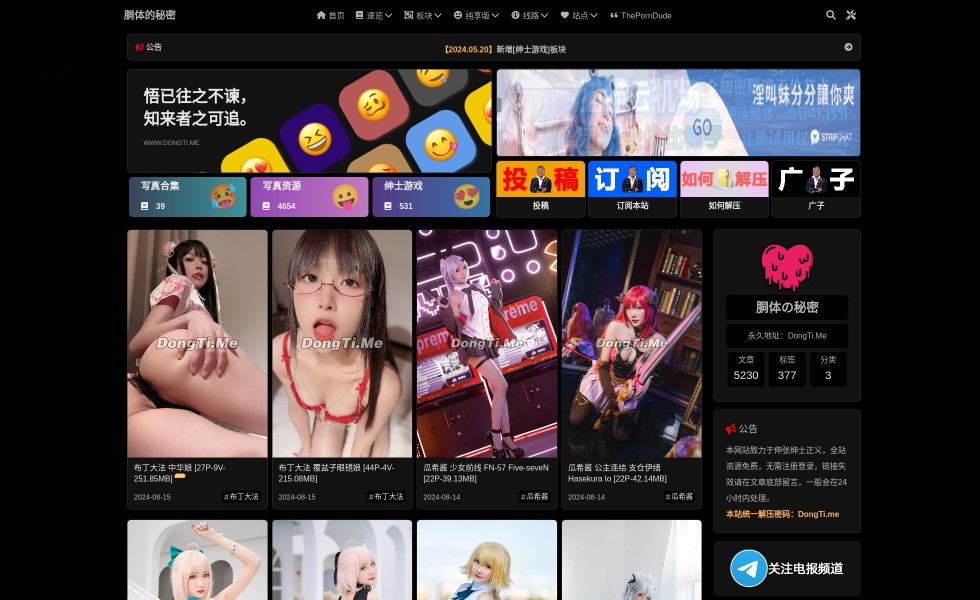 胴体的秘密
首页 速览 板块 纯享版 线路 站点 ThePornDude
公告
【2024.05.20】新增[绅士游戏]板块
悟已往之不谏，
知来者之可追。
WWW.DONGTI.ME
淫叫妹分分讓你爽
GO
STRIPCHAT
写真合集
39
写真资源
4654
绅士游戏
531
投稿
投稿
订阅
订阅本站
如何解压
如何解压
广子
广子
DongTi.Me
DongTi.Me
DongTi.Me
DongTi.Me
布丁大法 中华娘 [27P-9V-
251.85MB]
2024-08-15
#布丁大法
布丁大法 覆盆子眼镜娘 [44P-4V-
215.08MB]
2024-08-15
#布丁大法
瓜希酱 少女前线 FN-57 Five-seveN
[22P-39.13MB]
2024-08-14
#瓜希酱
瓜希酱 公主连结 支仓伊绪
Hasekura Io [22P-42.14MB]
2024-08-14
#瓜希酱
胴体の秘密
永久地址：DongTi.Me
文章 标签 分类
5230 377 3
公告
本网站致力于伸张绅士正义，全站
资源免费，无需注册登录，链接失
效请在文章底部留言，一般会在24
小时内处理。
本站统一解压密码：DongTi.me
关注电报频道